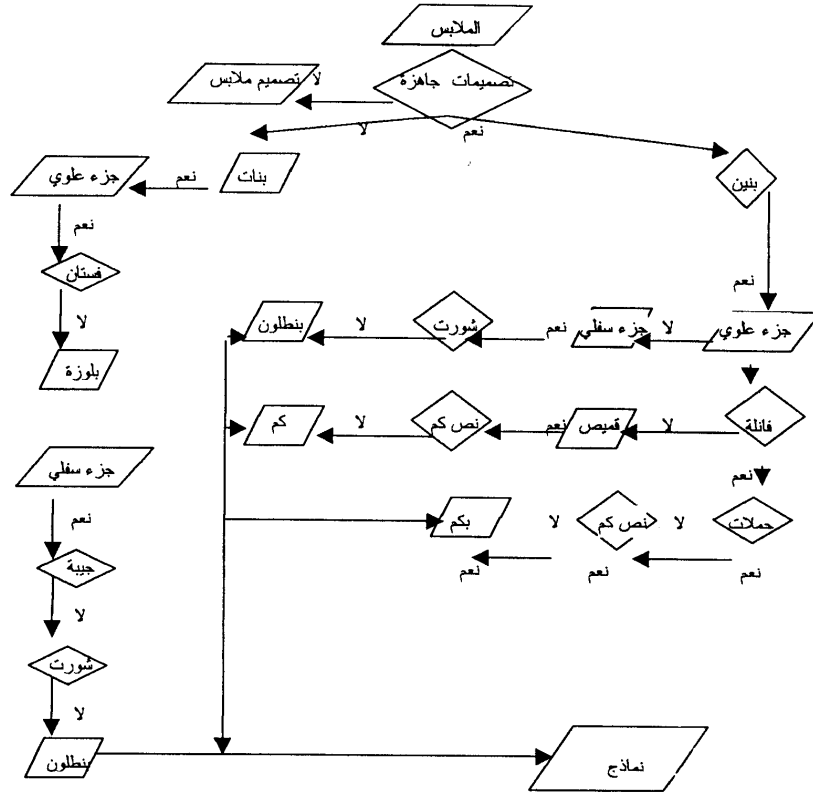 الملابس
تصميمات جاهزة
لا
تصميم ملابس
نعم
لا
بنين
بنات
نعم
جزء علوي
نعم
نعم
فستان
جزء علوي
لا
جزء سفلي
نعم
شورت
لا
بنطلون
لا
بلوزة
فانلة
لا
قميص
نعم
نص كم
لا
كم
جزء سفلي
نعم
حملات
لا
نص كم
لا
بكم
نعم
نعم
نعم
نعم
جيبة
لا
شورت
لا
بنطلون
نماذج